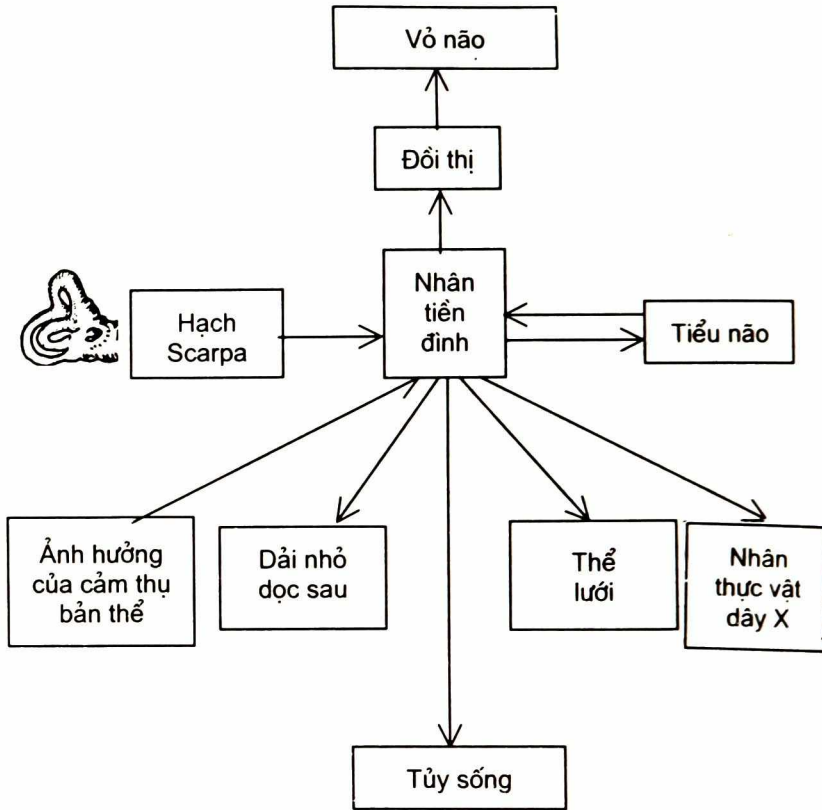 Vỏ não
Đồi thị
Nhân
tiền
đình
Hạch
Scarpa
Tiểu não
Ảnh hưởng
của cảm thụ
bản thể
Dải nhỏ
dọc sau
Thể
lưới
Nhân
thực vật
dây X
Tủy sống